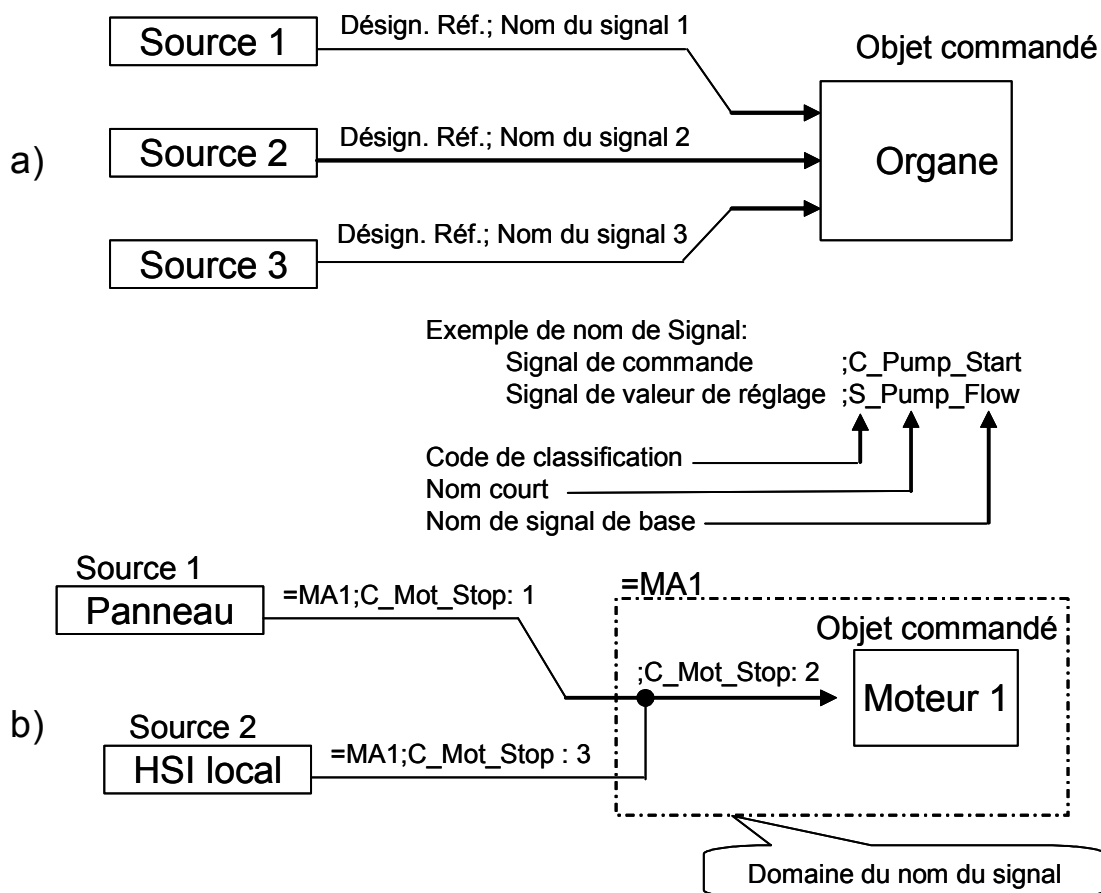 Source 1
Désign. Réf.; Nom du signal 1
Objet commandé
a)
Source 2
Désign. Réf.; Nom du signal 2
Organe
Source 3
Désign. Réf.; Nom du signal 3
Exemple de nom de Signal:
Signal de commande ;C_Pump_Start
Signal de valeur de réglage ;S_Pump_Flow
Code de classification
Nom court
Nom de signal de base
Source 1
Panneau
=MA1;C_Mot_Stop: 1
=MA1
Objet commandé
;C_Mot_Stop: 2
Moteur 1
b)
Source 2
HSI local
=MA1;C_Mot_Stop : 3
Domaine du nom du signal